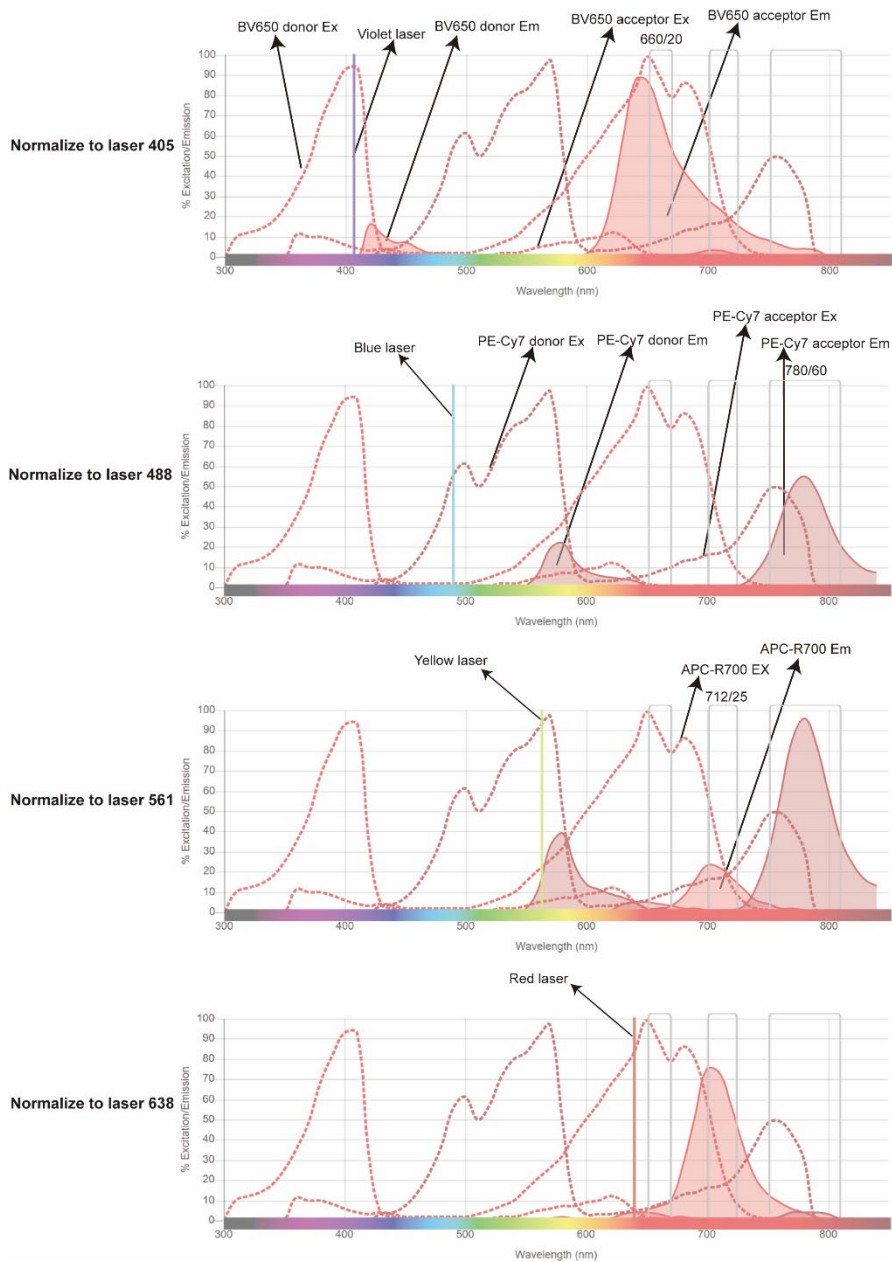 BV650 donor Ex
Violet laser
BV650 donor Em
BV650 acceptor Ex
BV650 acceptor Em
660/20
Normalize to laser 405
% Excitation/Emission
100
90
80
70
60
50
40
30
20
10
0
300 400 500 600 700 800
Wavelength (nm)
PE-Cy7 acceptor Ex
Blue laser
PE-Cy7 donor Ex
PE-Cy7 donor Em
PE-Cy7 acceptor Em
780/60
Normalize to laser 488
% Excitation/Emission
100
90
80
70
60
50
40
30
20
10
0
300 400 500 600 700 800
Wavelength (nm)
APC-R700 Em
Yellow laser
APC-R700 EX
712/25
Normalize to laser 561
% Excitation/Emission
100
90
80
70
60
50
40
30
20
10
0
300 400 500 600 700 800
Wavelength (nm)
Red laser
Normalize to laser 638
% Excitation/Emission
100
90
80
70
60
50
40
30
20
10
0
300 400 500 600 700 800
Wavelength (nm)